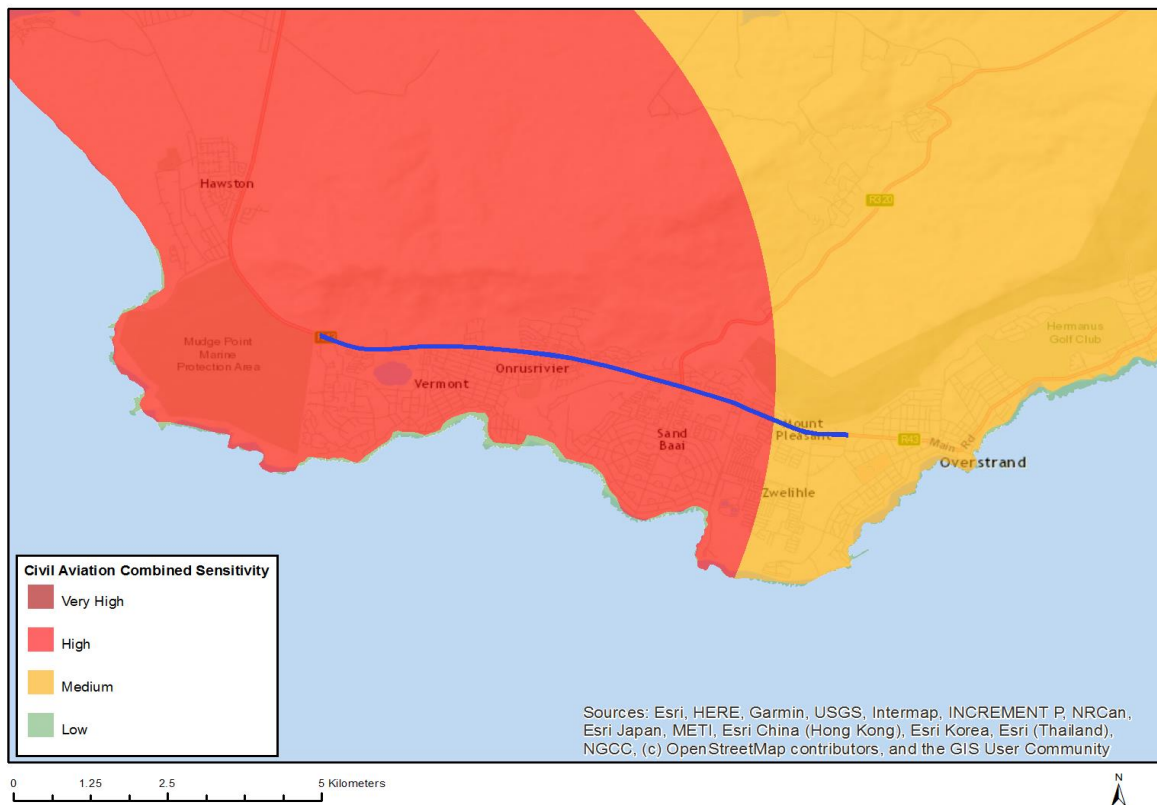 Hawston
R320
Hermanus
Golf Club
Mudge Point
Marine
Protection Area
Onrusrivier
Vermont
Mount
Pleasant
Sand
Baai
R43
Main Rd
Overstrand
Zwelihle
Civil Aviation Combined Sensitivity
Very High
High
Medium
Low
Sources: Esri, HERE, Garmin, USGS, Intermap, INCREMENT P, NRCan,
Esri Japan, METI, Esri China (Hong Kong), Esri Korea, Esri (Thailand),
NGCC, (c) OpenStreetMap contributors, and the GIS User Community
0 1.25 2.5 5 Kilometers
N